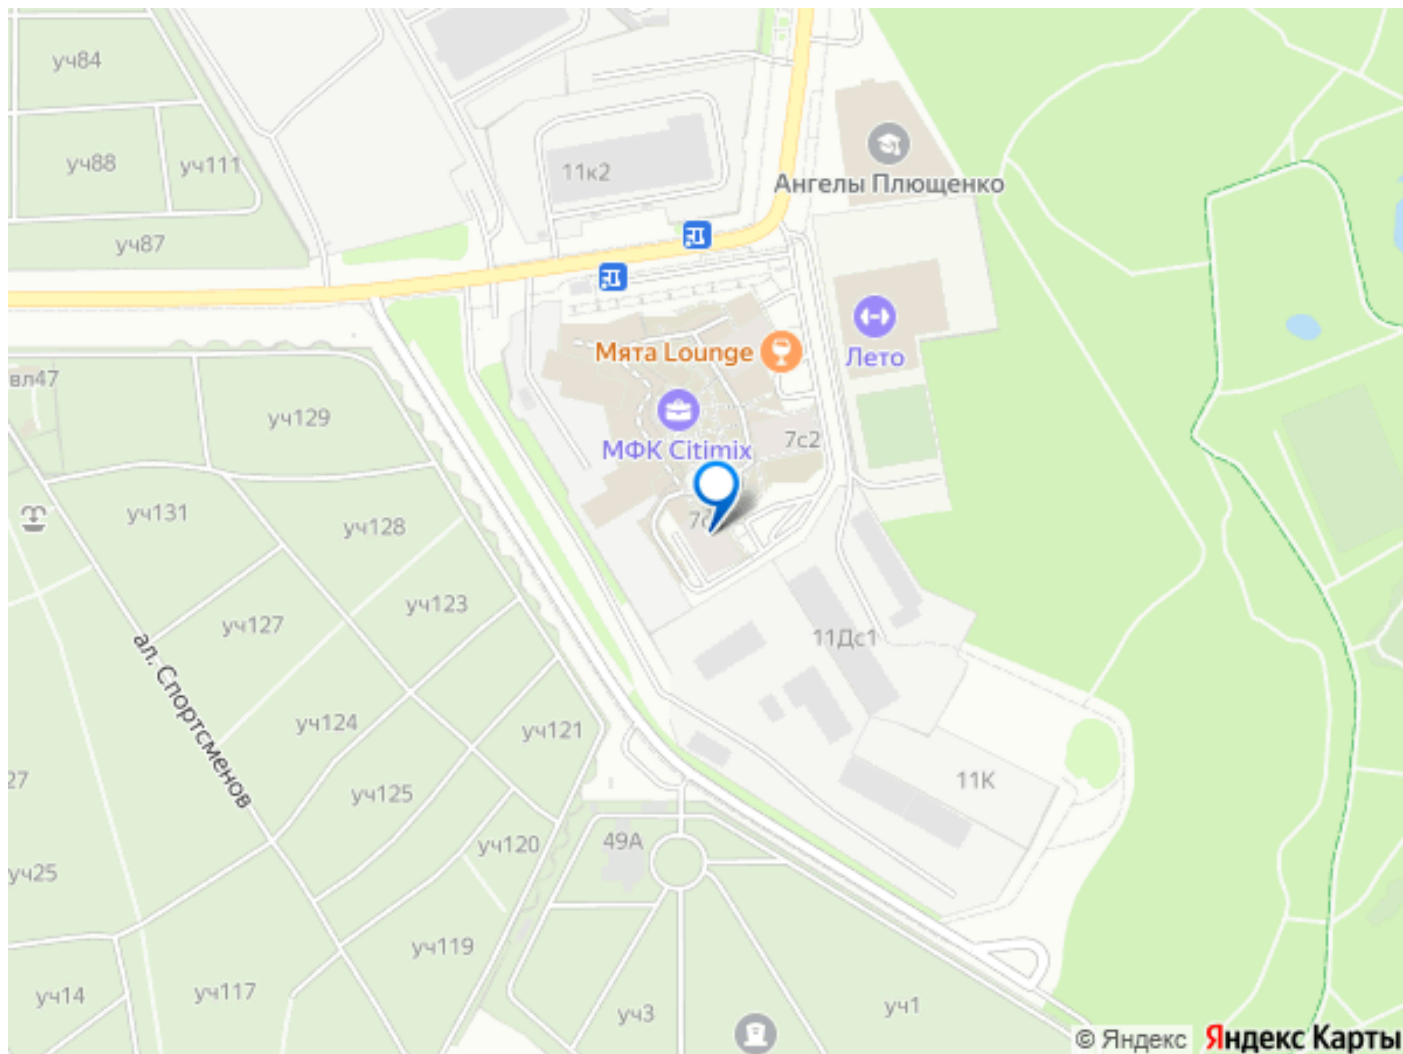 уч84
уч88
уч111
уч87
11к2
Ангелы Плющенко
Мята Lounge
Лето
МФК Citimix
7с2
вл47
уч129
уч131
уч128
уч123
уч127
ал. Спортсменов
уч124
уч121
11Дс1
27
уч125
11К
уч120
49А
уч25
уч119
уч14
уч117
уч3
уч1
© Яндекс
Яндекс Карты